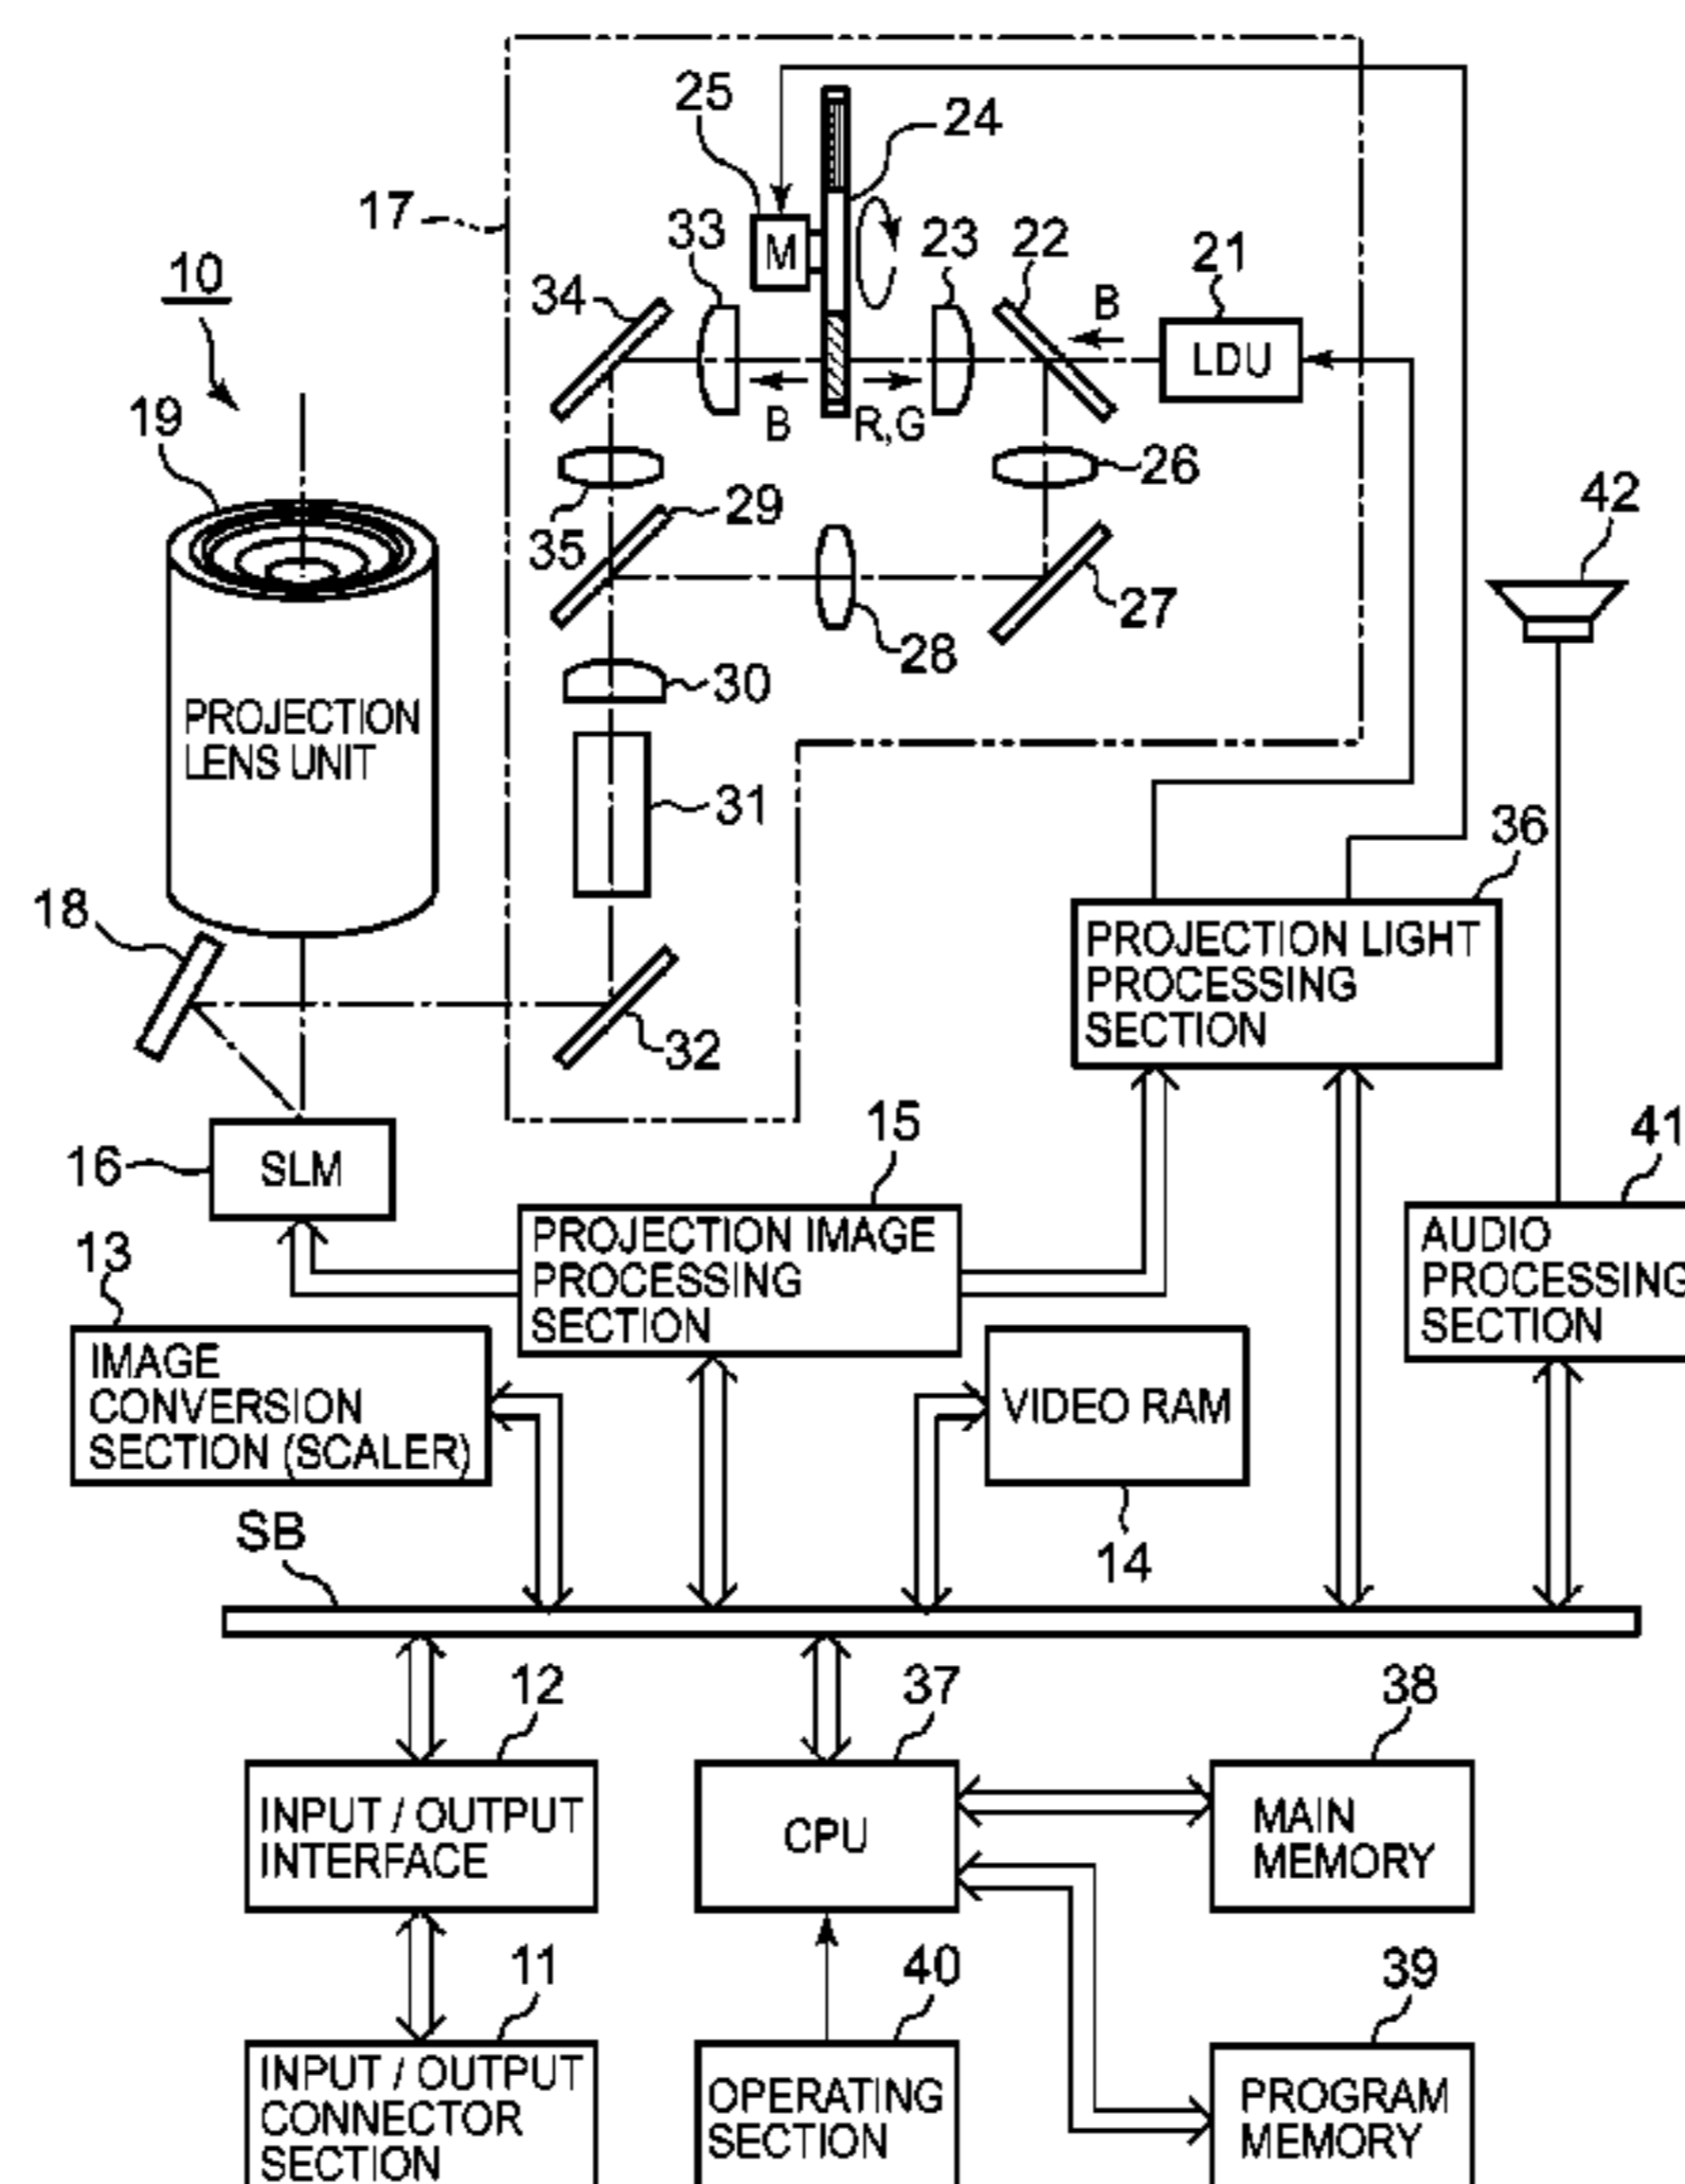 25
24
17
33
M
23
22
21
10
34
B
LDU
19
B
R,G
26
42
35
29
27
28
30
PROJECTION
LENS UNIT
31
36
18
PROJECTION LIGHT
PROCESSING
SECTION
32
15
41
16
SLM
13
PROJECTION IMAGE
PROCESSING
SECTION
AUDIO
PROCESSING
SECTION
IMAGE
CONVERSION
SECTION (SCALER)
VIDEO RAM
SB
14
12
37
38
INPUT / OUTPUT
INTERFACE
CPU
MAIN
MEMORY
11
40
39
INPUT / OUTPUT
CONNECTOR
SECTION
OPERATING
SECTION
PROGRAM
MEMORY